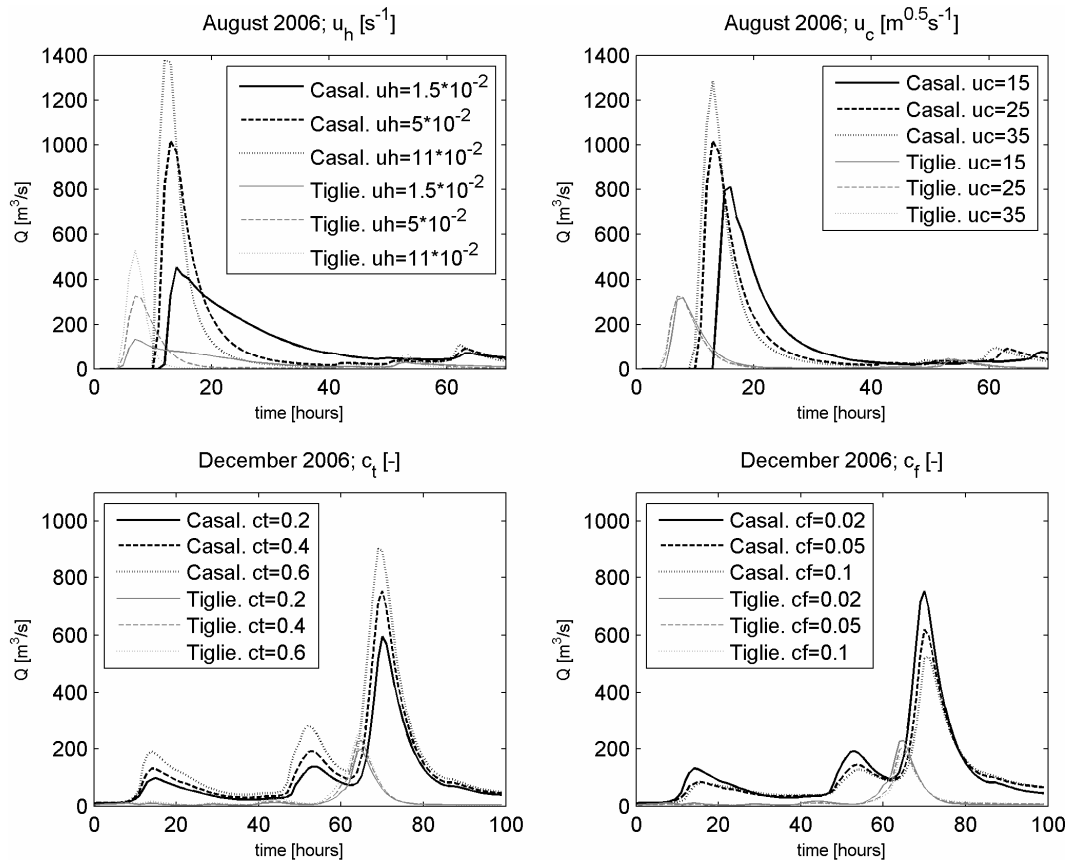 August 2006; u_h [s^-1]
Q [m^3/s]
1400
1200
1000
800
600
400
200
0
Casal. uh=1.5*10^-2
Casal. uh=5*10^-2
Casal. uh=11*10^-2
Tiglie. uh=1.5*10^-2
Tiglie. uh=5*10^-2
Tiglie. uh=11*10^-2
0 20 40 60
time [hours]
August 2006; u_c [m^0.5s^-1]
Q [m^3/s]
1400
1200
1000
800
600
400
200
0
Casal. uc=15
Casal. uc=25
Casal. uc=35
Tiglie. uc=15
Tiglie. uc=25
Tiglie. uc=35
0 20 40 60
time [hours]
December 2006; c_t [-]
Q [m^3/s]
1000
800
600
400
200
0
Casal. ct=0.2
Casal. ct=0.4
Casal. ct=0.6
Tiglie. ct=0.2
Tiglie. ct=0.4
Tiglie. ct=0.6
0 20 40 60 80 100
time [hours]
December 2006; c_f [-]
Q [m^3/s]
1000
800
600
400
200
0
Casal. cf=0.02
Casal. cf=0.05
Casal. cf=0.1
Tiglie. cf=0.02
Tiglie. cf=0.05
Tiglie. cf=0.1
0 20 40 60 80 100
time [hours]